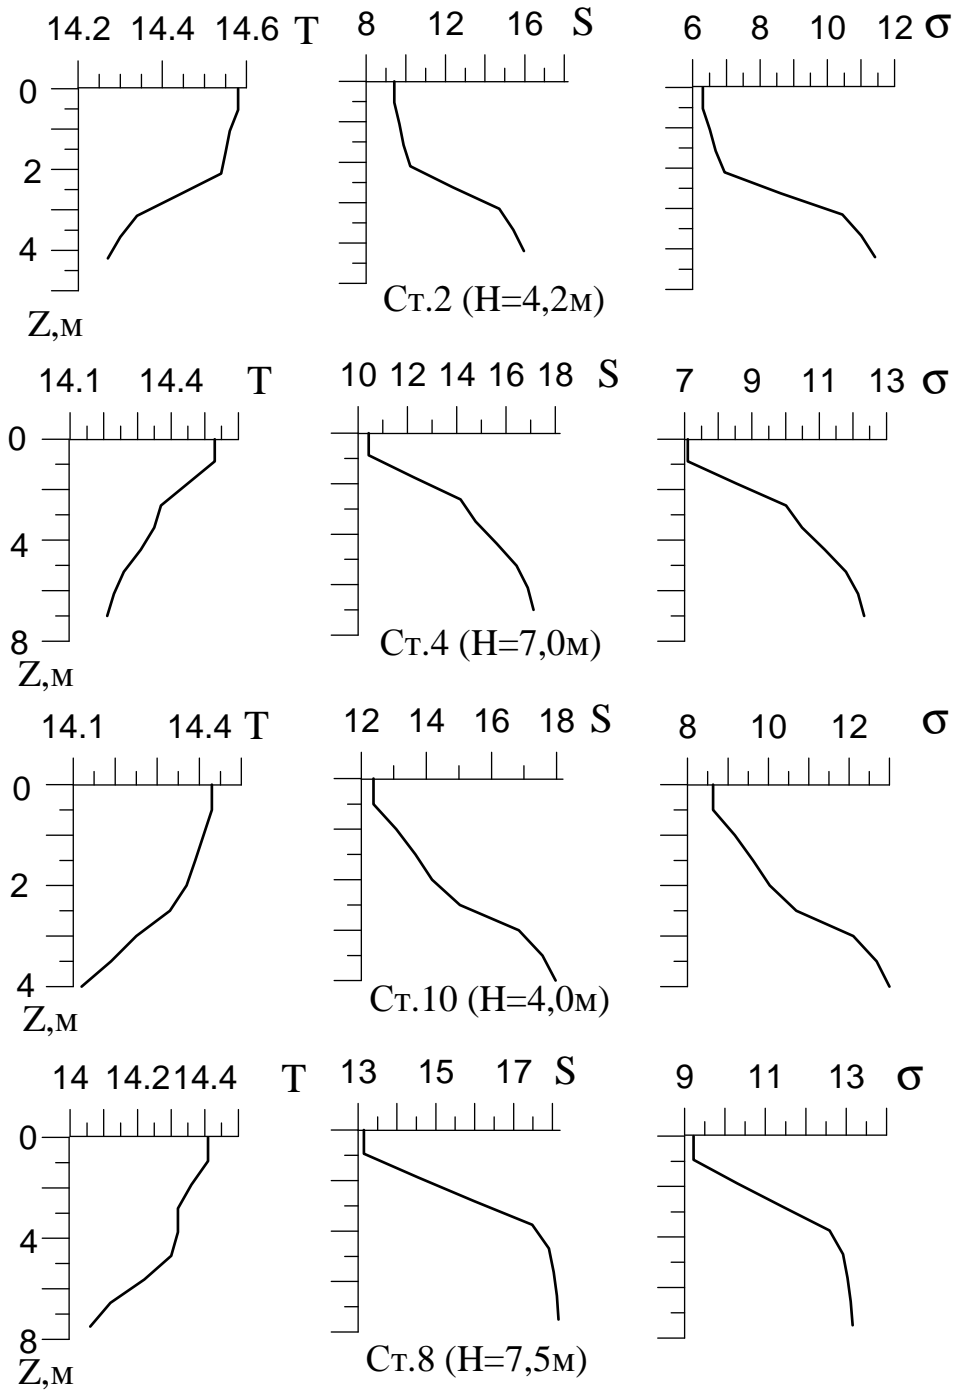 14.2 14.4 14.6 T 8 12 16 S 6 8 10 12 σ
0
2
4
Ст.2 (Н=4,2м)
Z,м
14.1 14.4 T 10 12 14 16 18 S 7 9 11 13 σ
0
4
8
Ст.4 (Н=7,0м)
Z,м
14.1 14.4 T 12 14 16 18 S 8 10 12 σ
0
2
4
Ст.10 (Н=4,0м)
Z,м
14 14.2 14.4 T 13 15 17 S 9 11 13 σ
0
4
8
Ст.8 (Н=7,5м)
Z,м